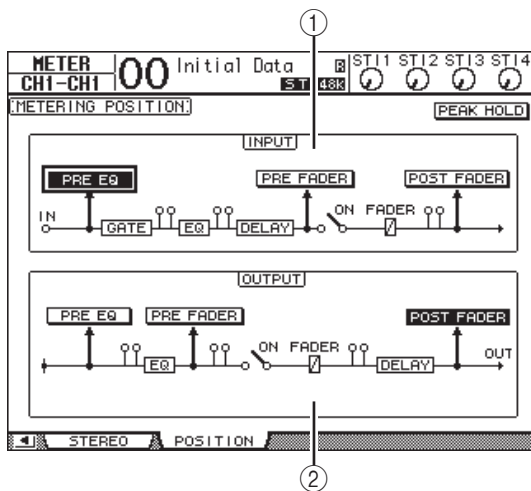 ①
METER
CH1-CH1
00
Initial Data
R
ST
48K
STI1 STI2 STI3 STI4
METERING POSITION
PEAK HOLD
INPUT
PRE EQ
PRE FADER
POST FADER
IN
GATE
EQ
DELAY
ON
FADER
OUTPUT
PRE EQ
PRE FADER
POST FADER
EQ
ON
FADER
DELAY
OUT
STEREO
POSITION
②